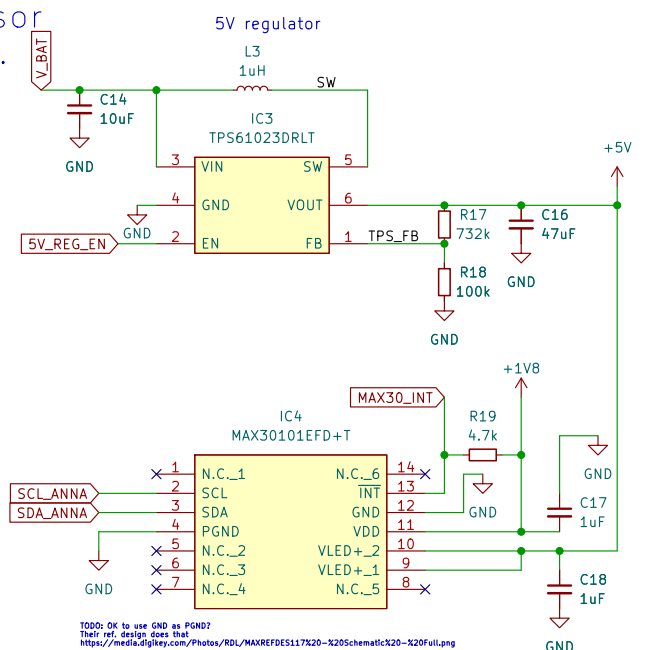 sor
5V regulator
.
V_BAT
L3
1uH
SW
C14
10uF
GND
IC3
TPS61023DRLT
3 VIN SW 5
4 GND VOUT 6
2 EN FB 1
GND
5V_REG_EN
TPS_FB
+5V
R17
732k
C16
47uF
R18
100k
GND
GND
+1V8
MAX30_INT
R19
4.7k
IC4
MAX30101EFD+T
1 N.C._1 N.C._6 14
2 SCL INT 13
3 SDA GND 12
4 PGND VDD 11
5 N.C._2 VLED+_2 10
6 N.C._3 VLED+_1 9
7 N.C._4 N.C._5 8
SCL_ANNA
SDA_ANNA
GND
GND
GND
C17
1uF
C18
1uF
GND
TODO: OK to use GND as PGND?
Their ref. design does that
https://media.digikey.com/Photos/RDL/MAXREFDES117%20-%20Schematic%20-%20Full.png